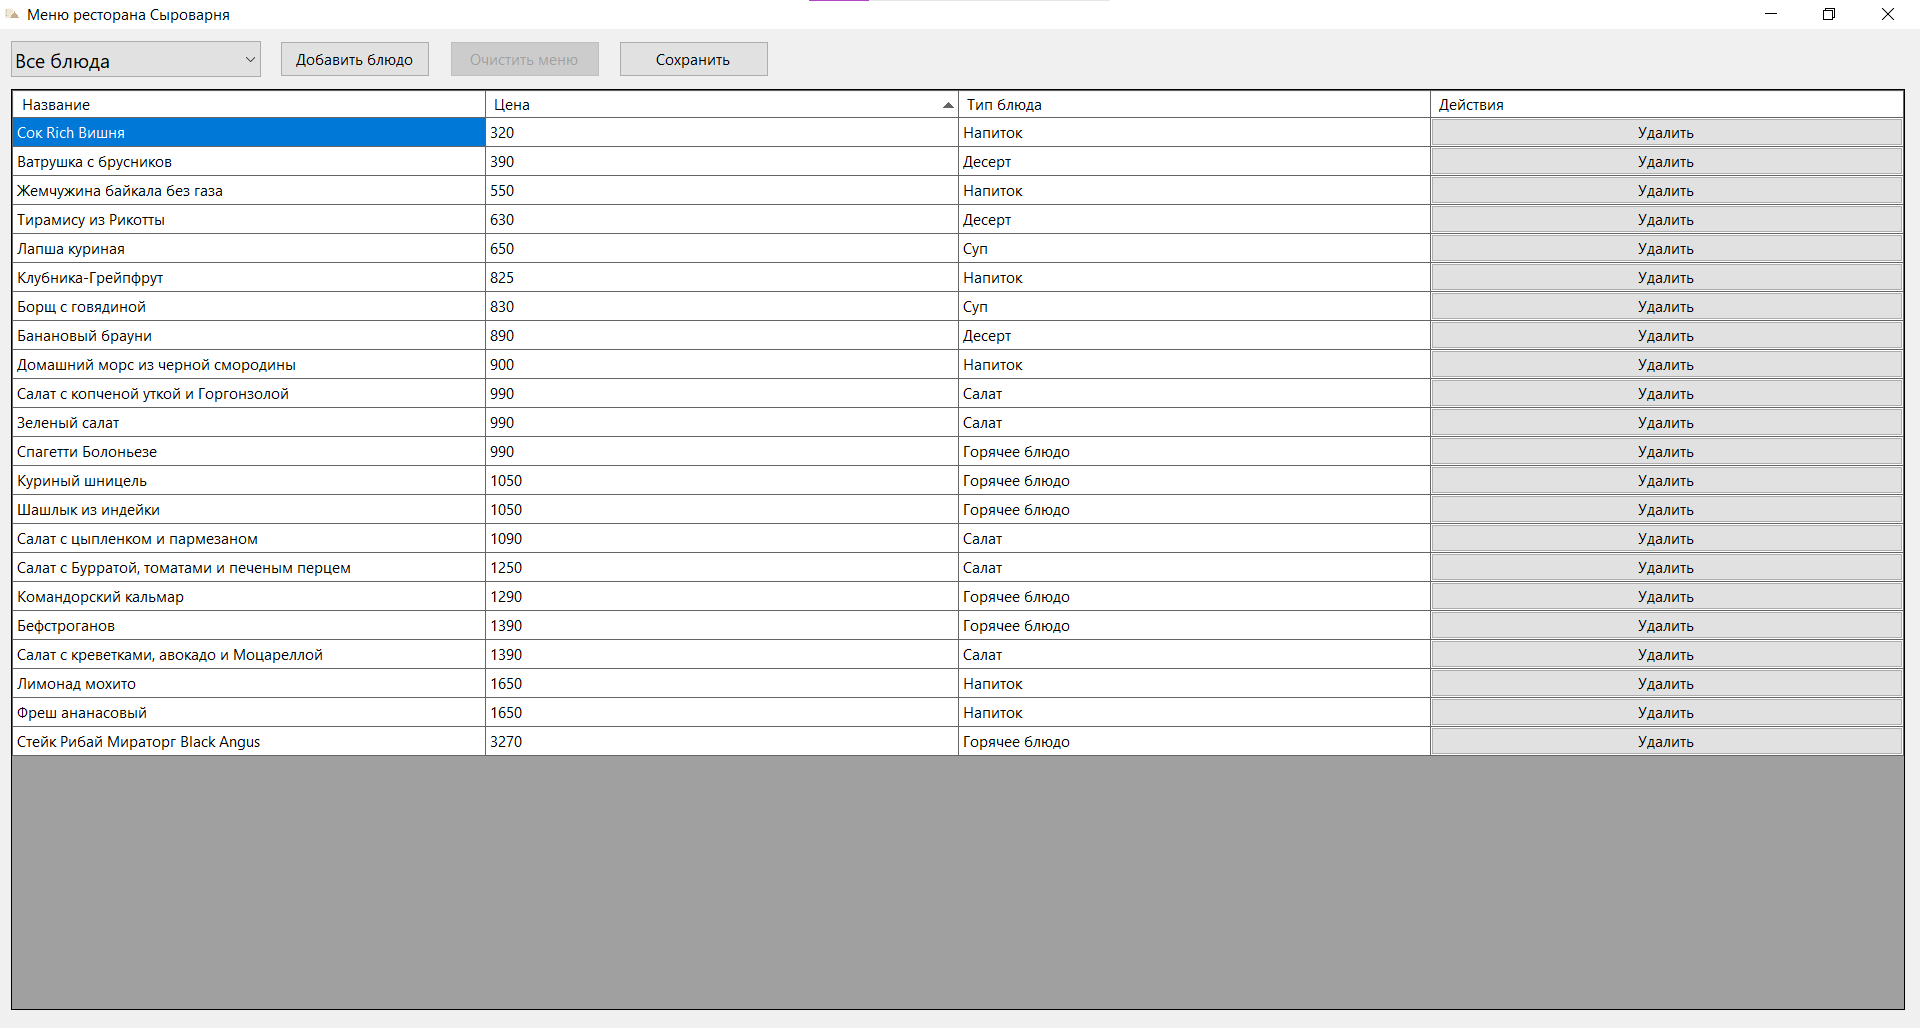 Меню ресторана Сыроварня
Все блюда Добавить блюдо Очистить меню Сохранить
Название Цена Тип блюда Действия
Сок Rich Вишня 320 Напиток Удалить
Ватрушка с брусников 390 Десерт Удалить
Жемчужина байкала без газа 550 Напиток Удалить
Тирамису из Рикотты 630 Десерт Удалить
Лапша куриная 650 Суп Удалить
Клубника-Грейпфрут 825 Напиток Удалить
Борщ с говядиной 830 Суп Удалить
Банановый брауни 890 Десерт Удалить
Домашний морс из черной смородины 900 Напиток Удалить
Салат с копченой уткой и Горгонзолой 990 Салат Удалить
Зеленый салат 990 Салат Удалить
Спагетти Болоньезе 990 Горячее блюдо Удалить
Куриный шницель 1050 Горячее блюдо Удалить
Шашлык из индейки 1050 Горячее блюдо Удалить
Салат с цыпленком и пармезаном 1090 Салат Удалить
Салат с Бурратой, томатами и печеным перцем 1250 Салат Удалить
Командорский кальмар 1290 Горячее блюдо Удалить
Бефстроганов 1390 Горячее блюдо Удалить
Салат с креветками, авокадо и Моцареллой 1390 Салат Удалить
Лимонад мохито 1650 Напиток Удалить
Фреш ананасовый 1650 Напиток Удалить
Стейк Рибай Мираторг Black Angus 3270 Горячее блюдо Удалить